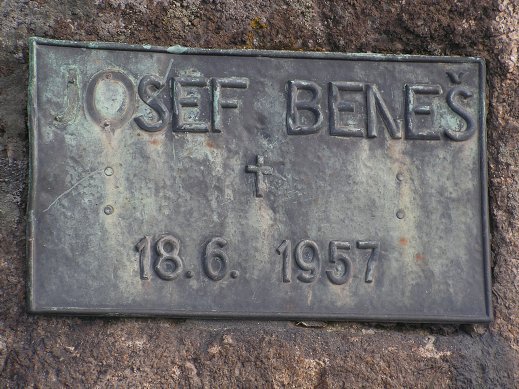 JOSEF BENEŠ
✝
18. 6. 1957